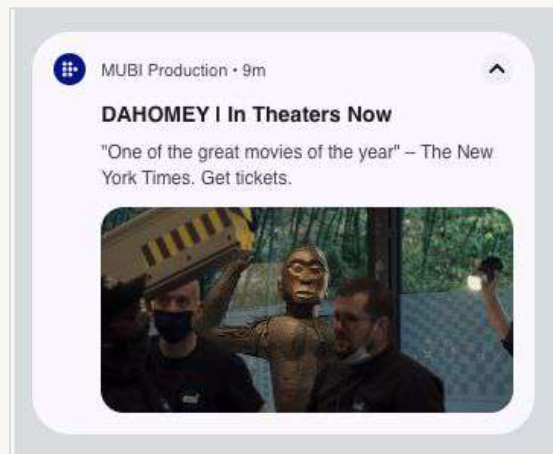 MUBI Production • 9m
DAHOMEY | In Theaters Now
"One of the great movies of the year" – The New
York Times. Get tickets.